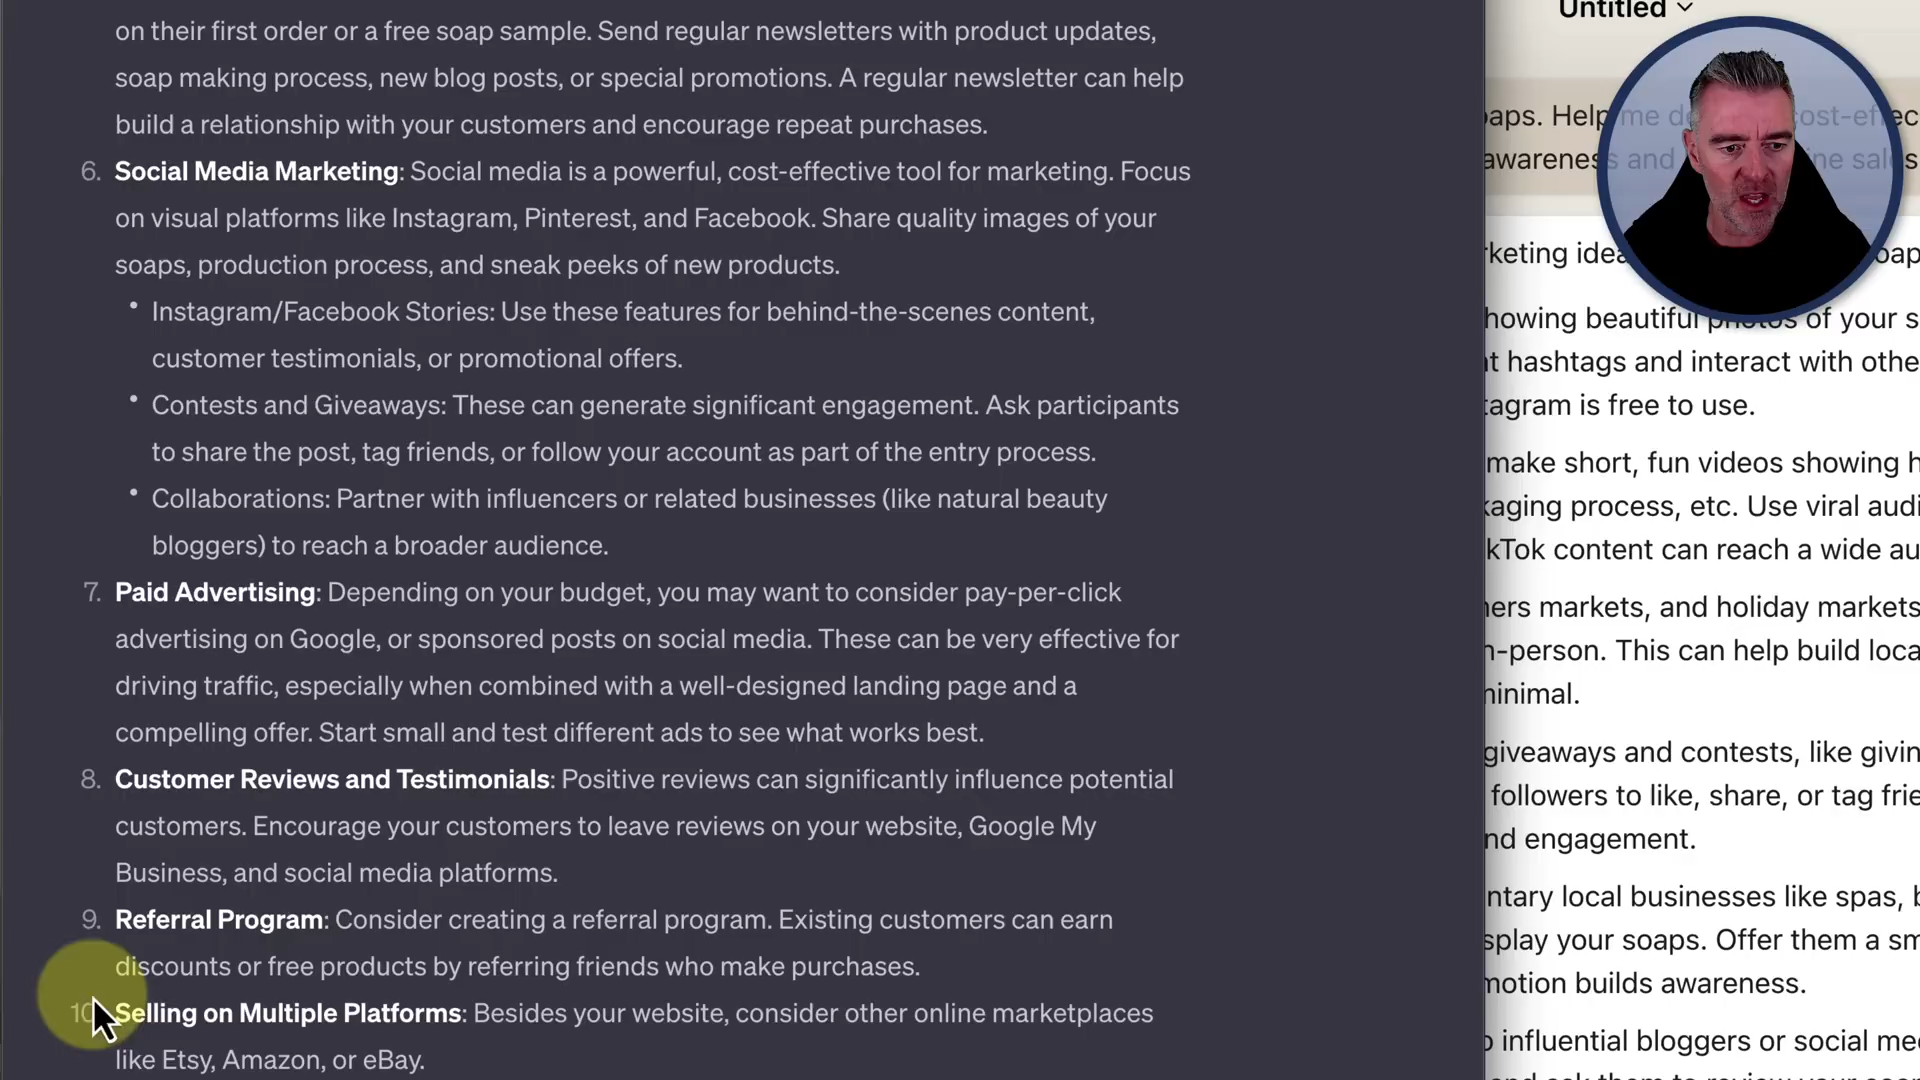 on their first order or a free soap sample. Send regular newsletters with product updates,
soap making process, new blog posts, or special promotions. A regular newsletter can help
build a relationship with your customers and encourage repeat purchases.
6. Social Media Marketing: Social media is a powerful, cost-effective tool for marketing. Focus
on visual platforms like Instagram, Pinterest, and Facebook. Share quality images of your
soaps, production process, and sneak peeks of new products.
• Instagram/Facebook Stories: Use these features for behind-the-scenes content,
customer testimonials, or promotional offers.
• Contests and Giveaways: These can generate significant engagement. Ask participants
to share the post, tag friends, or follow your account as part of the entry process.
• Collaborations: Partner with influencers or related businesses (like natural beauty
bloggers) to reach a broader audience.
7. Paid Advertising: Depending on your budget, you may want to consider pay-per-click
advertising on Google, or sponsored posts on social media. These can be very effective for
driving traffic, especially when combined with a well-designed landing page and a
compelling offer. Start small and test different ads to see what works best.
8. Customer Reviews and Testimonials: Positive reviews can significantly influence potential
customers. Encourage your customers to leave reviews on your website, Google My
Business, and social media platforms.
9. Referral Program: Consider creating a referral program. Existing customers can earn
discounts or free products by referring friends who make purchases.
10. Selling on Multiple Platforms: Besides your website, consider other online marketplaces
like Etsy, Amazon, or eBay.
Untitled
oaps. Help me cost-effec
awareness and sales
rketing idea soap
howing beautiful photos of your s
t hashtags and interact with othe
tagram is free to use.
make short, fun videos showing h
kaging process, etc. Use viral audi
kTok content can reach a wide au
ers markets, and holiday markets
n-person. This can help build loca
minimal.
giveaways and contests, like givin
followers to like, share, or tag frie
nd engagement.
ntary local businesses like spas, b
splay your soaps. Offer them a sm
motion builds awareness.
o influential bloggers or social me